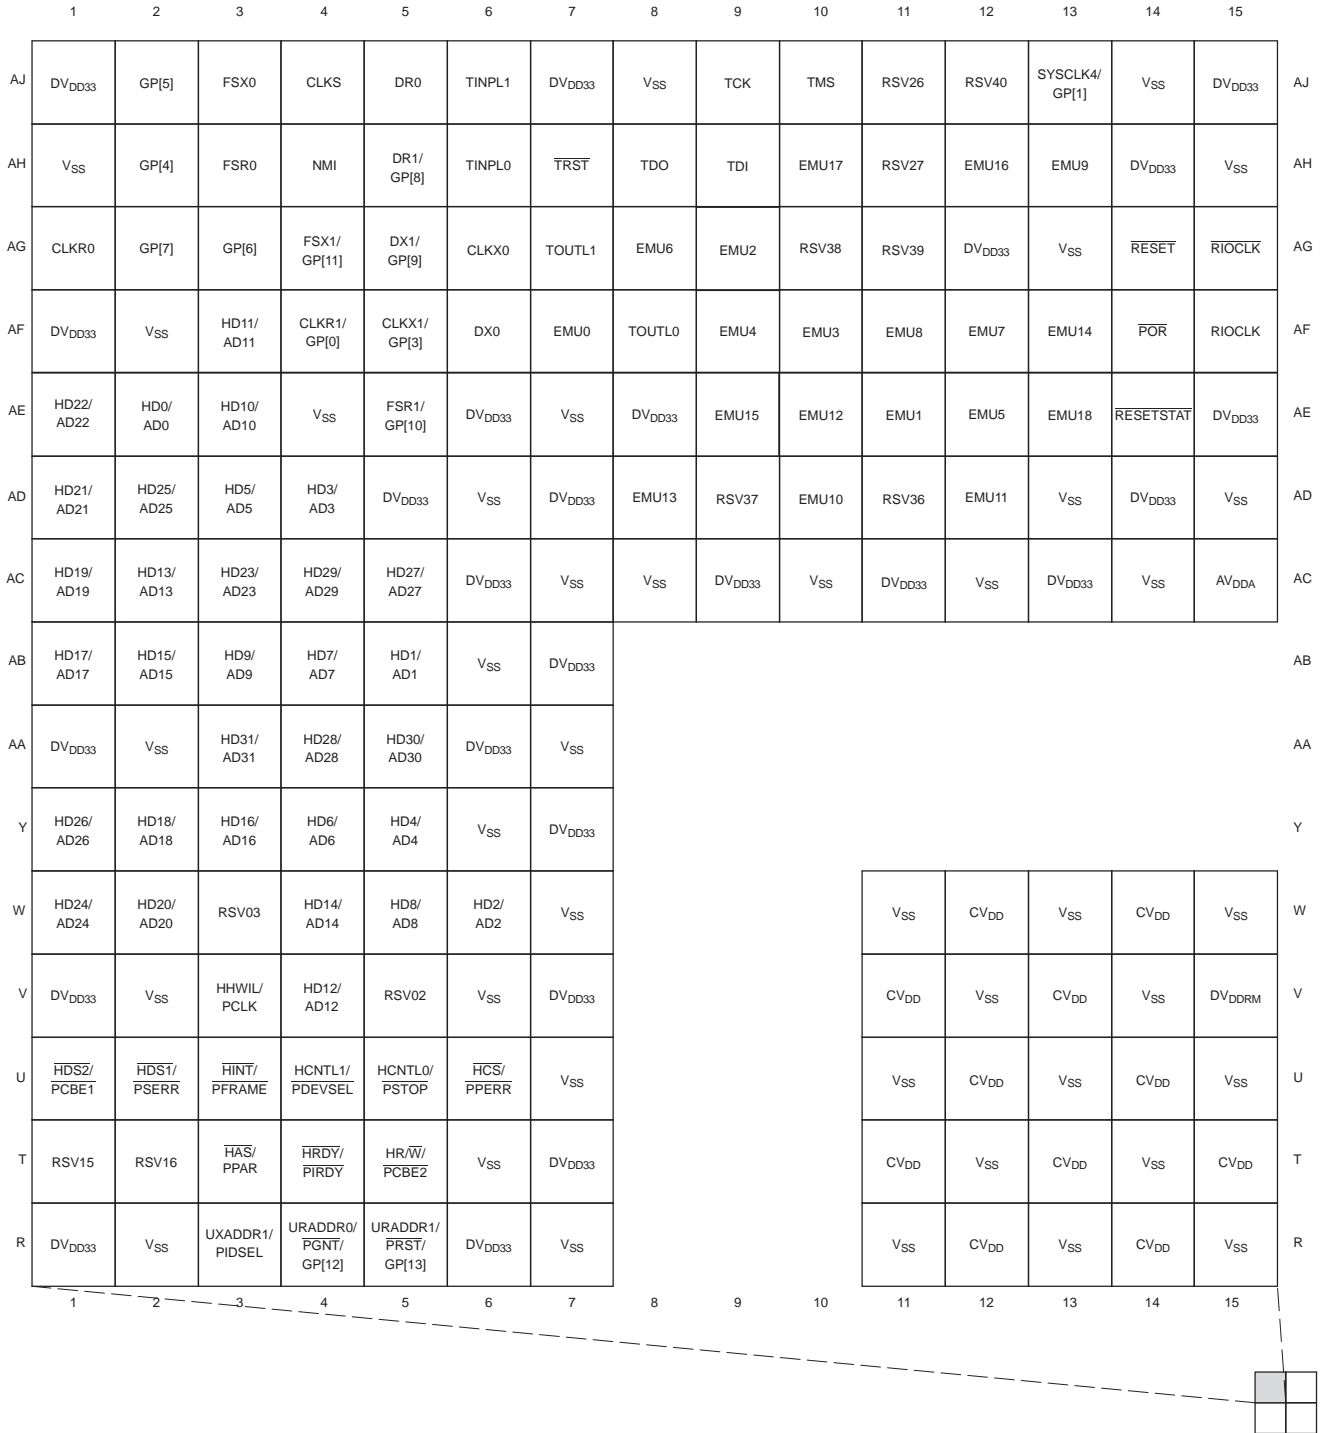 1 2 3 4 5 6 7 8 9 10 11 12 13 14 15
AJ DVDD33 GP[5] FSX0 CLKS DR0 TINPL1 DVDD33 VSS TCK TMS RSV26 RSV40 SYSCLK4/ GP[1] VSS DVDD33 AJ
AH VSS GP[4] FSR0 NMI DR1/ GP[8] TINPL0 TRST TDO TDI EMU17 RSV27 EMU16 EMU9 DVDD33 VSS AH
AG CLKR0 GP[7] GP[6] FSX1/ GP[11] DX1/ GP[9] CLKX0 TOUTL1 EMU6 EMU2 RSV38 RSV39 DVDD33 VSS RESET RIOCLK AG
AF DVDD33 VSS HD11/ AD11 CLKR1/ GP[0] CLKX1/ GP[3] DX0 EMU0 TOUTL0 EMU4 EMU3 EMU8 EMU7 EMU14 POR RIOCLK AF
AE HD22/ AD22 HD0/ AD0 HD10/ AD10 VSS FSR1/ GP[10] DVDD33 VSS DVDD33 EMU15 EMU12 EMU1 EMU5 EMU18 RESETSTAT DVDD33 AE
AD HD21/ AD21 HD25/ AD25 HD5/ AD5 HD3/ AD3 DVDD33 VSS DVDD33 EMU13 RSV37 EMU10 RSV36 EMU11 VSS DVDD33 VSS AD
AC HD19/ AD19 HD13/ AD13 HD23/ AD23 HD29/ AD29 HD27/ AD27 DVDD33 VSS VSS DVDD33 VSS DVDD33 VSS DVDD33 VSS AVDDA AC
AB HD17/ AD17 HD15/ AD15 HD9/ AD9 HD7/ AD7 HD1/ AD1 VSS DVDD33 AB
AA DVDD33 VSS HD31/ AD31 HD28/ AD28 HD30/ AD30 DVDD33 VSS AA
Y HD26/ AD26 HD18/ AD18 HD16/ AD16 HD6/ AD6 HD4/ AD4 VSS DVDD33 Y
W HD24/ AD24 HD20/ AD20 RSV03 HD14/ AD14 HD8/ AD8 HD2/ AD2 VSS VSS CVDD VSS CVDD VSS W
V DVDD33 VSS HHWIL/ PCLK HD12/ AD12 RSV02 VSS DVDD33 CVDD VSS CVDD VSS DVDDRM V
U HDS2/ PCBE1 HDS1/ PSERR HINT/ PFRAME HCNTL1/ PDEVSEL HCNTL0/ PSTOP HCS/ PPERR VSS VSS CVDD VSS CVDD VSS U
T RSV15 RSV16 HAS/ PPAR HRDY/ PIRDY HR/W/ PCBE2 VSS DVDD33 CVDD VSS CVDD VSS CVDD T
R DVDD33 VSS UXADDR1/ PIDSEL URADDR0/ PGNT/ GP[12] URADDR1/ PRST/ GP[13] DVDD33 VSS VSS CVDD VSS CVDD VSS R
1 2 3 4 5 6 7 8 9 10 11 12 13 14 15